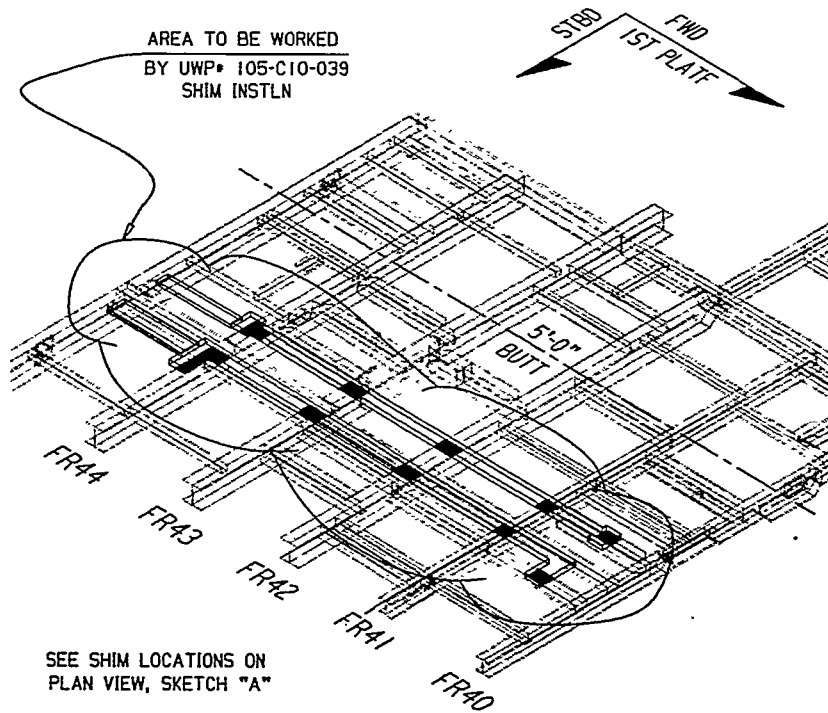 AREA TO BE WORKED
BY UWP# 105-C10-039
SHIM INSTLN
STBD
FWD
1ST PLATF
5'-0"
BUTT
FR44
FR43
FR42
FR41
FR40
SEE SHIM LOCATIONS ON
PLAN VIEW, SKETCH "A"